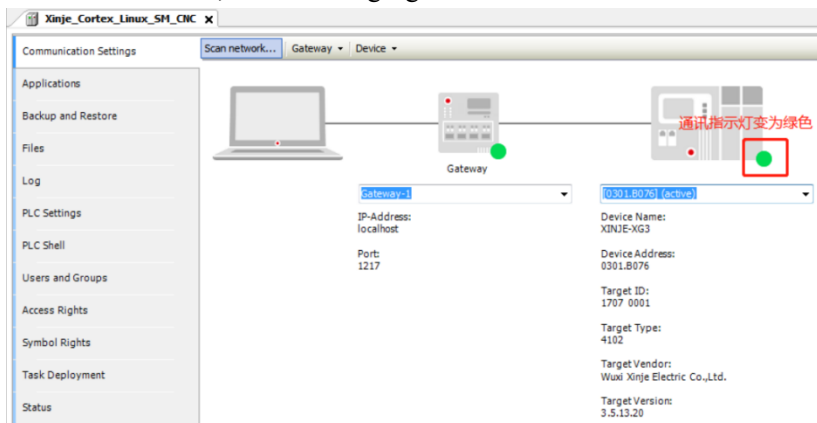 Xinje_Cortex_Linux_SM_CNC x
Communication Settings
Scan network... Gateway Device
Applications
Backup and Restore
Files
Log
PLC Settings
PLC Shell
Users and Groups
Access Rights
Symbol Rights
Task Deployment
Status
通讯指示灯变为绿色
Gateway
Gateway-1
IP-Address:
localhost
Port:
1217
[0301.B076] (active)
Device Name:
XINJE-XG3
Device Address:
0301.B076
Target ID:
1707 0001
Target Type:
4102
Target Vendor:
Wuxi Xinje Electric Co.,Ltd.
Target Version:
3.5.13.20